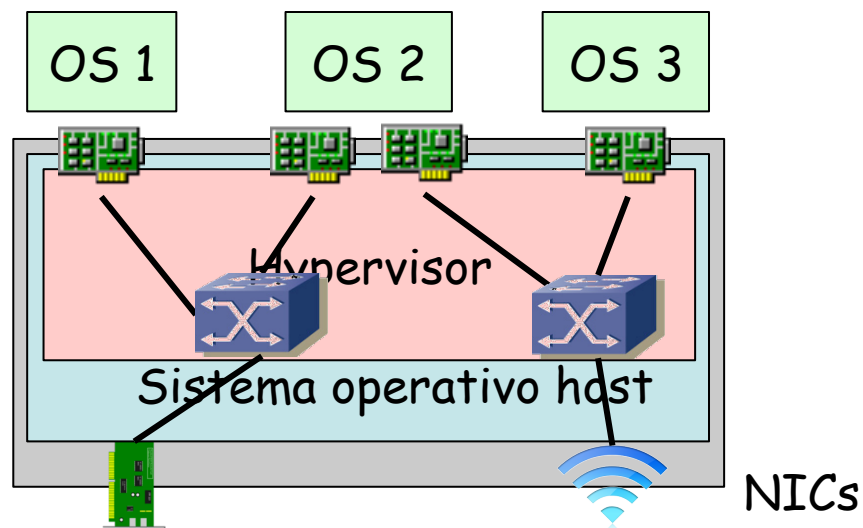 OS 1
OS 2
OS 3
Hypervisor
Sistema operativo host
NICs